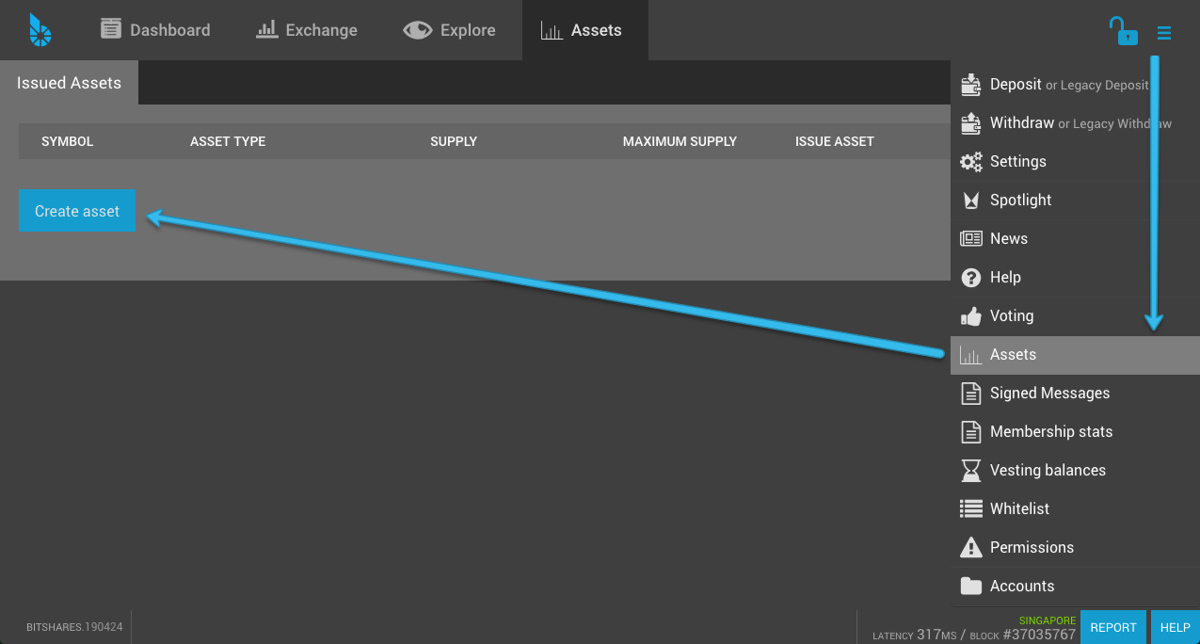 Dashboard Exchange Explore Assets
Issued Assets
SYMBOL ASSET TYPE SUPPLY MAXIMUM SUPPLY ISSUE ASSET
Create asset
Deposit or Legacy Deposit
Withdraw or Legacy Withdraw
Settings
Spotlight
News
Help
Voting
Assets
Signed Messages
Membership stats
Vesting balances
Whitelist
Permissions
Accounts
BITSHARES.190424
SINGAPORE
LATENCY 317MS / BLOCK #37035767
REPORT HELP